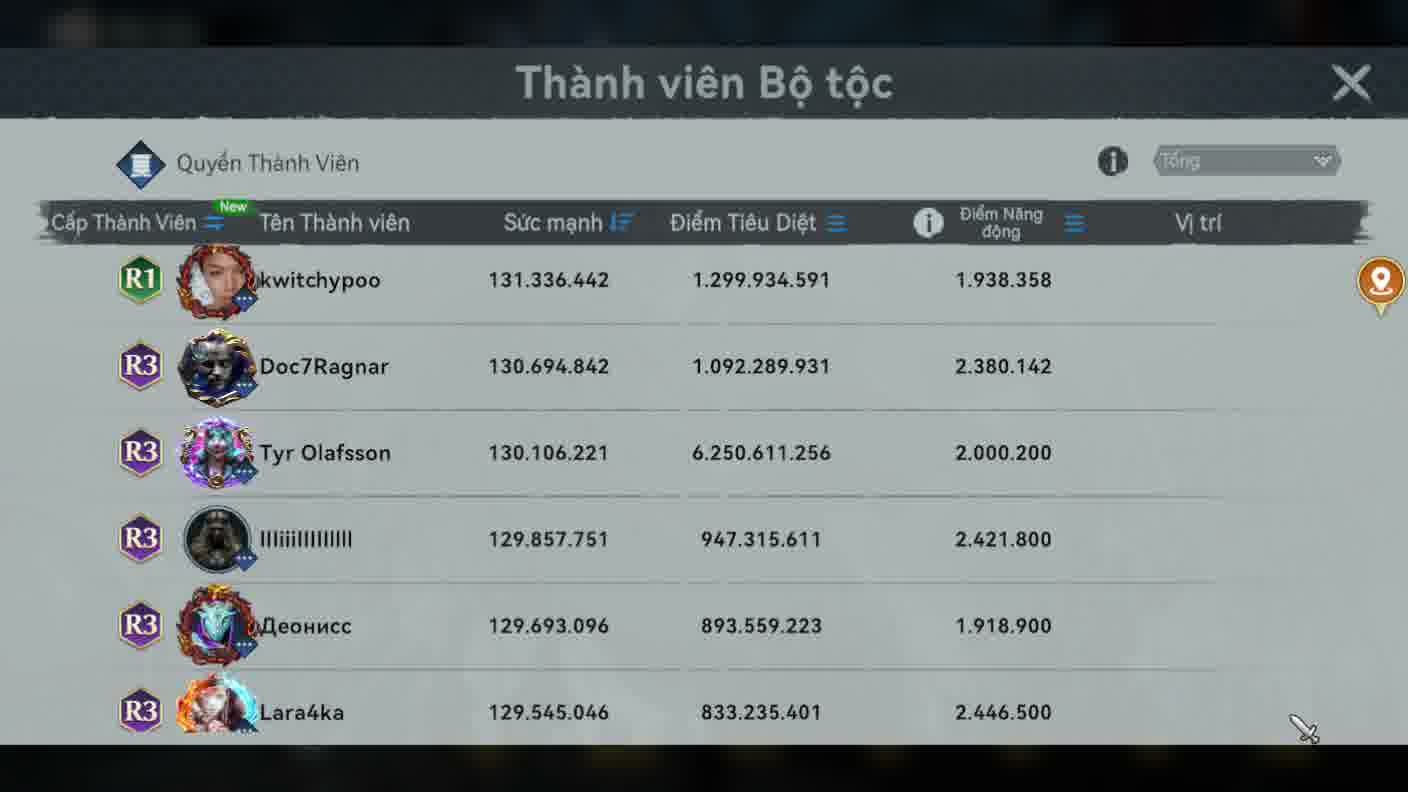 Thành viên Bộ tộc
Quyền Thành Viên
Tổng
Cấp Thành Viên New Tên Thành viên Sức mạnh Điểm Tiêu Diệt Điểm Năng động Vị trí
R1 kwitchypoo 131.336.442 1.299.934.591 1.938.358
R3 Doc7Ragnar 130.694.842 1.092.289.931 2.380.142
R3 Tyr Olafsson 130.106.221 6.250.611.256 2.000.200
R3 129.857.751 947.315.611 2.421.800
R3 Деонисс 129.693.096 893.559.223 1.918.900
R3 Lara4ka 129.545.046 833.235.401 2.446.500